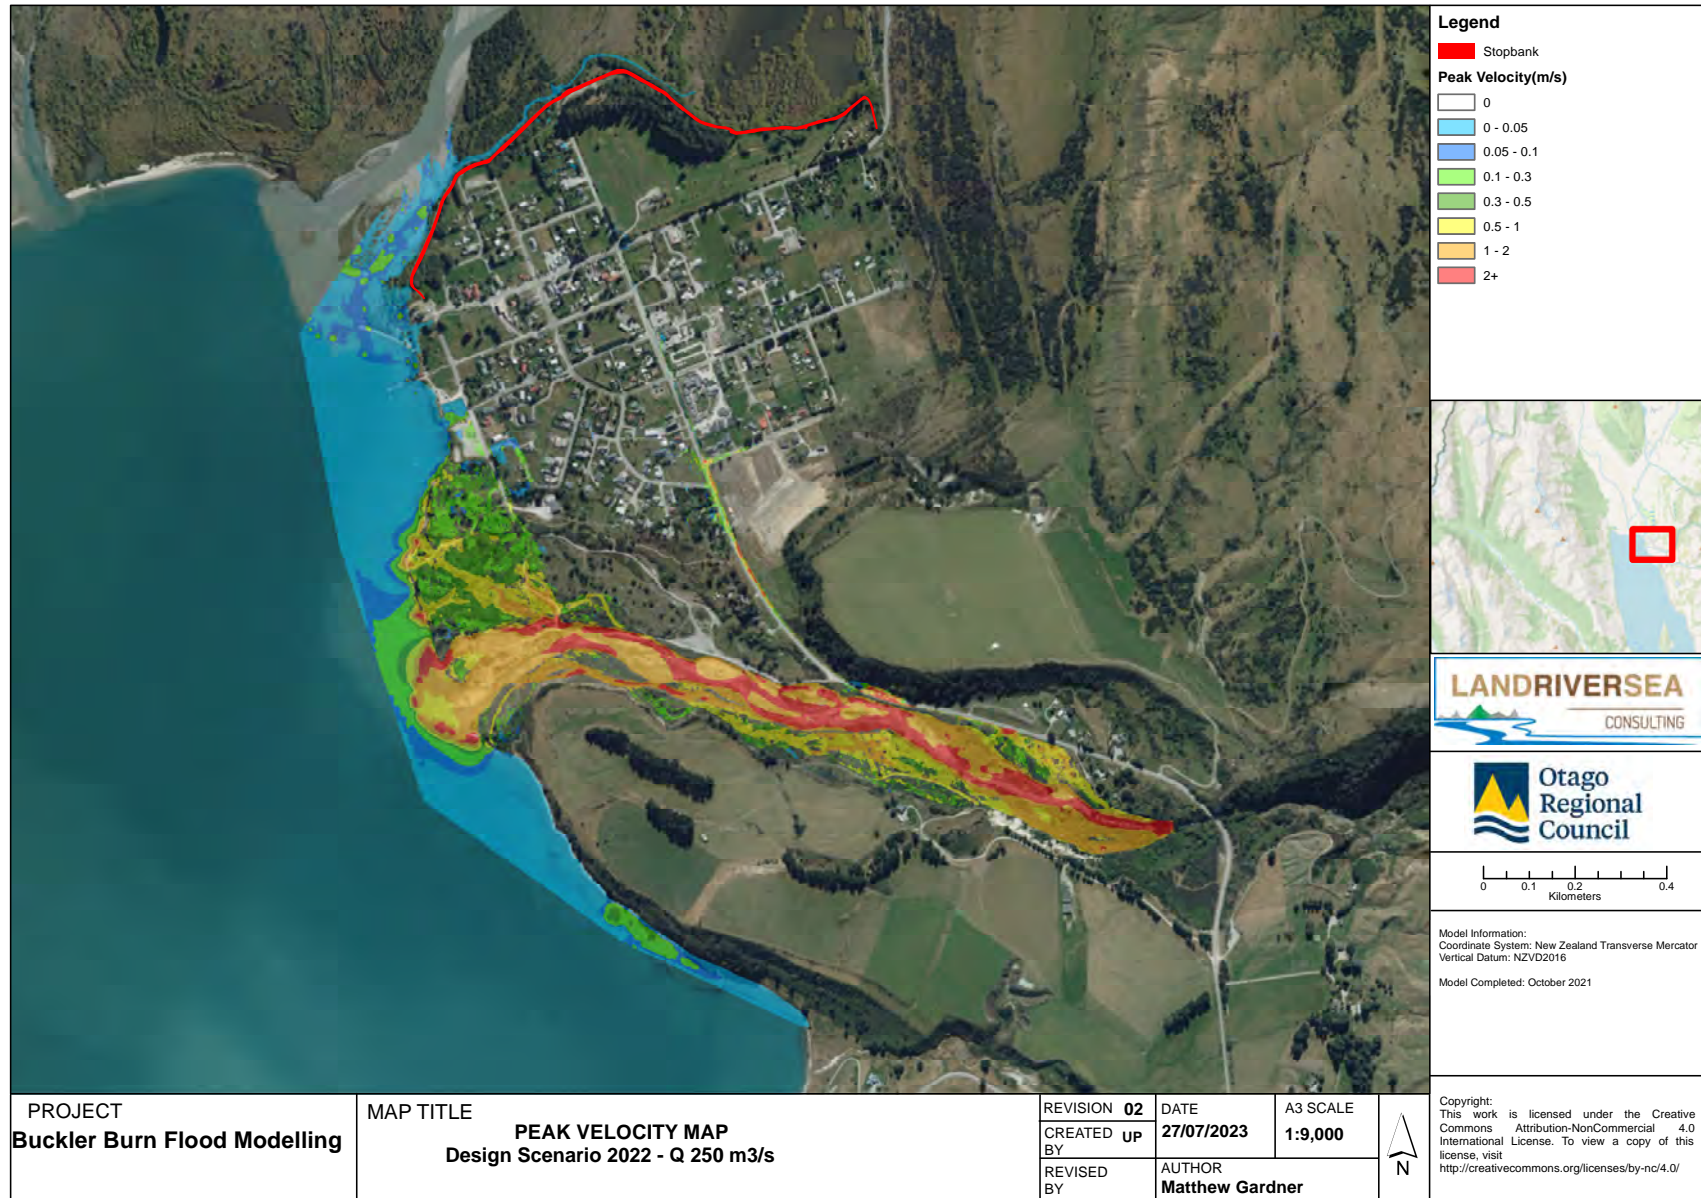 Legend
Stopbank
Peak Velocity(m/s)
0
0 - 0.05
0.05 - 0.1
0.1 - 0.3
0.3 - 0.5
0.5 - 1
1 - 2
2+
LANDRIVERSEA
CONSULTING
Otago
Regional
Council
0 0.1 0.2 0.4
Kilometers
Model Information:
Coordinate System: New Zealand Transverse Mercator
Vertical Datum: NZVD2016
Model Completed: October 2021
Copyright:
This work is licensed under the Creative
Commons Attribution-NonCommercial 4.0
International License. To view a copy of this
license, visit
http://creativecommons.org/licenses/by-nc/4.0/
PROJECT
Buckler Burn Flood Modelling
MAP TITLE
PEAK VELOCITY MAP
Design Scenario 2022 - Q 250 m3/s
REVISION 02
CREATED BY UP
REVISED BY
DATE
27/07/2023
A3 SCALE
1:9,000
AUTHOR
Matthew Gardner
N